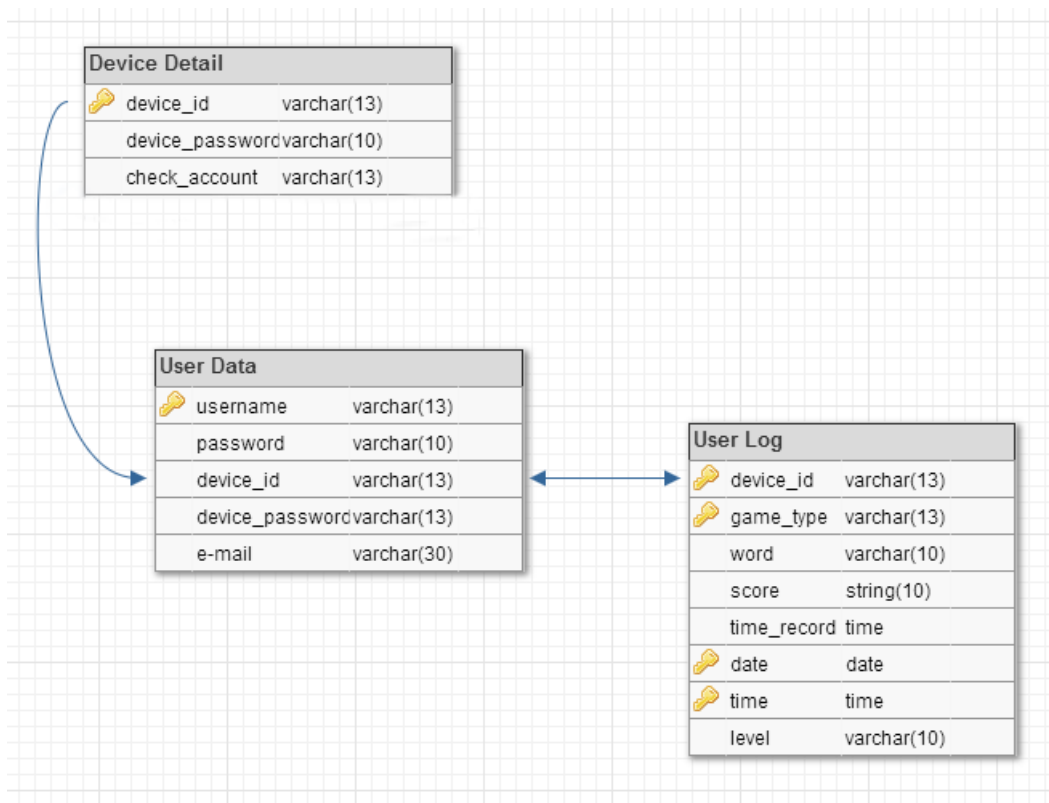 Device Detail
device_id varchar(13)
device_password varchar(10)
check_account varchar(13)
User Data
username varchar(13)
password varchar(10)
device_id varchar(13)
device_password varchar(13)
e-mail varchar(30)
User Log
device_id varchar(13)
game_type varchar(13)
word varchar(10)
score string(10)
time_record time
date date
time time
level varchar(10)